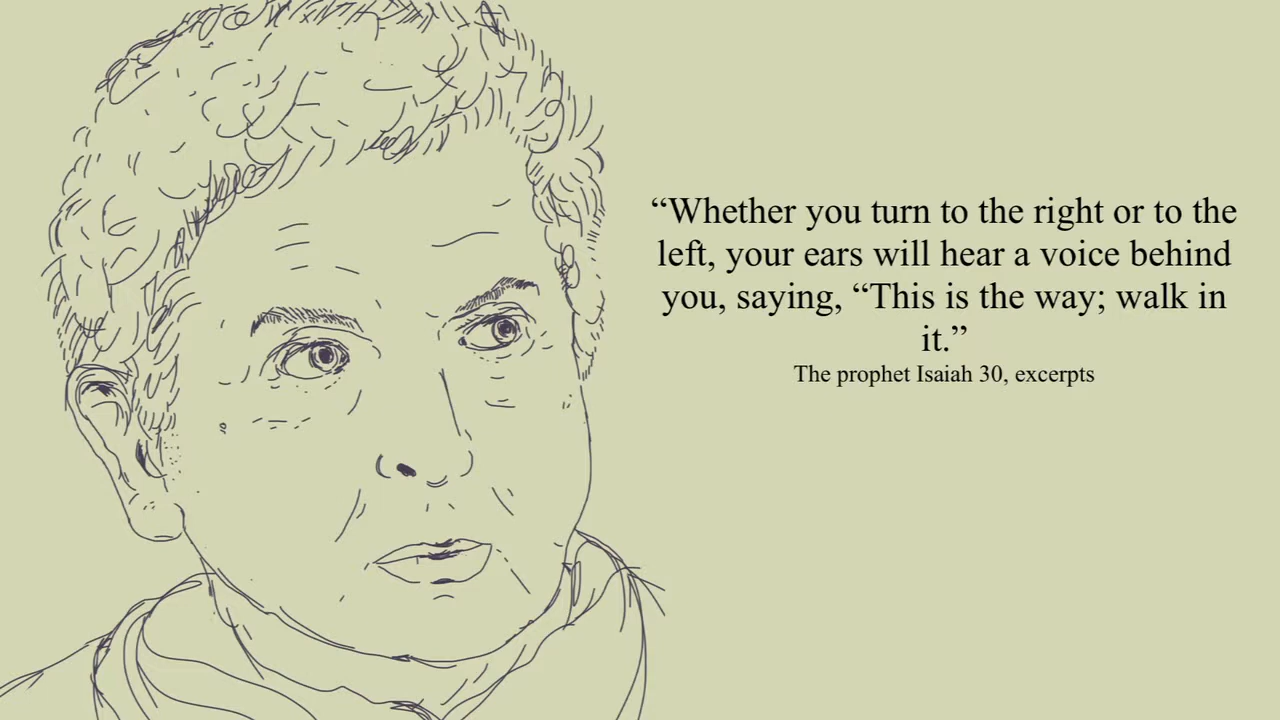 “Whether you turn to the right or to the
left, your ears will hear a voice behind
you, saying, “This is the way; walk in
it.”
The prophet Isaiah 30, excerpts